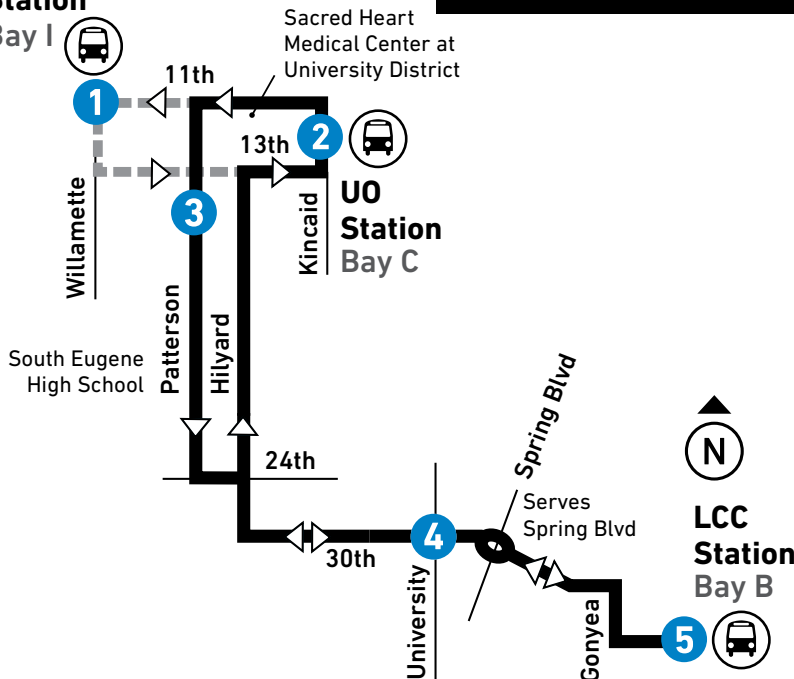 Station
Bay I
1
11th
Sacred Heart
Medical Center at
University District
13th
2
UO
Station
Bay C
Kincaid
3
Willamette
Patterson
Hilyard
South Eugene
High School
24th
Spring Blvd
N
Serves
Spring Blvd
LCC
Station
Bay B
4
30th
University
Gonyea
5